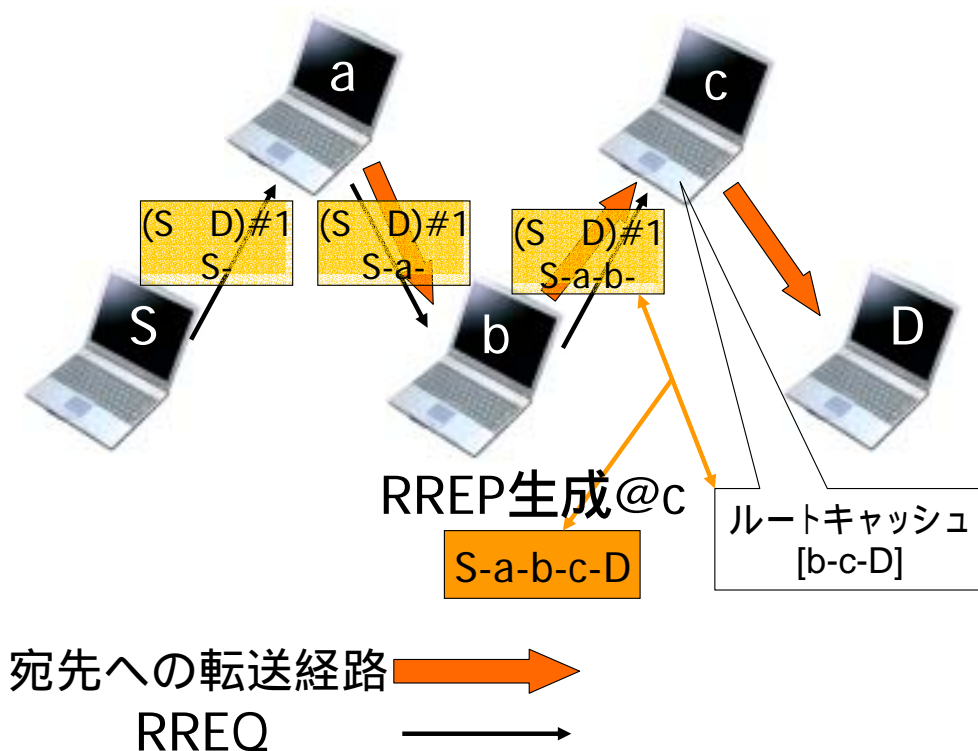 a
c
(S D)#1
S-
(S D)#1
S-a-
(S D)#1
S-a-b-
S
b
D
RREP生成@c
S-a-b-c-D
ルートキャッシュ
[b-c-D]
宛先への転送経路
RREQ